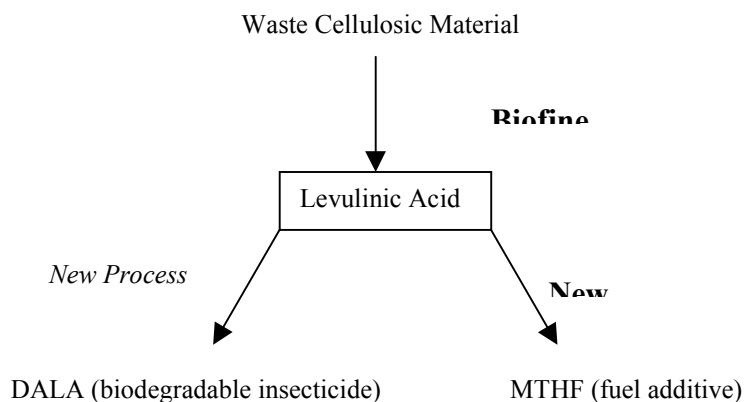 Waste Cellulosic Material
Biofine
Levulinic Acid
New Process
New
DALA (biodegradable insecticide)
MTHF (fuel additive)